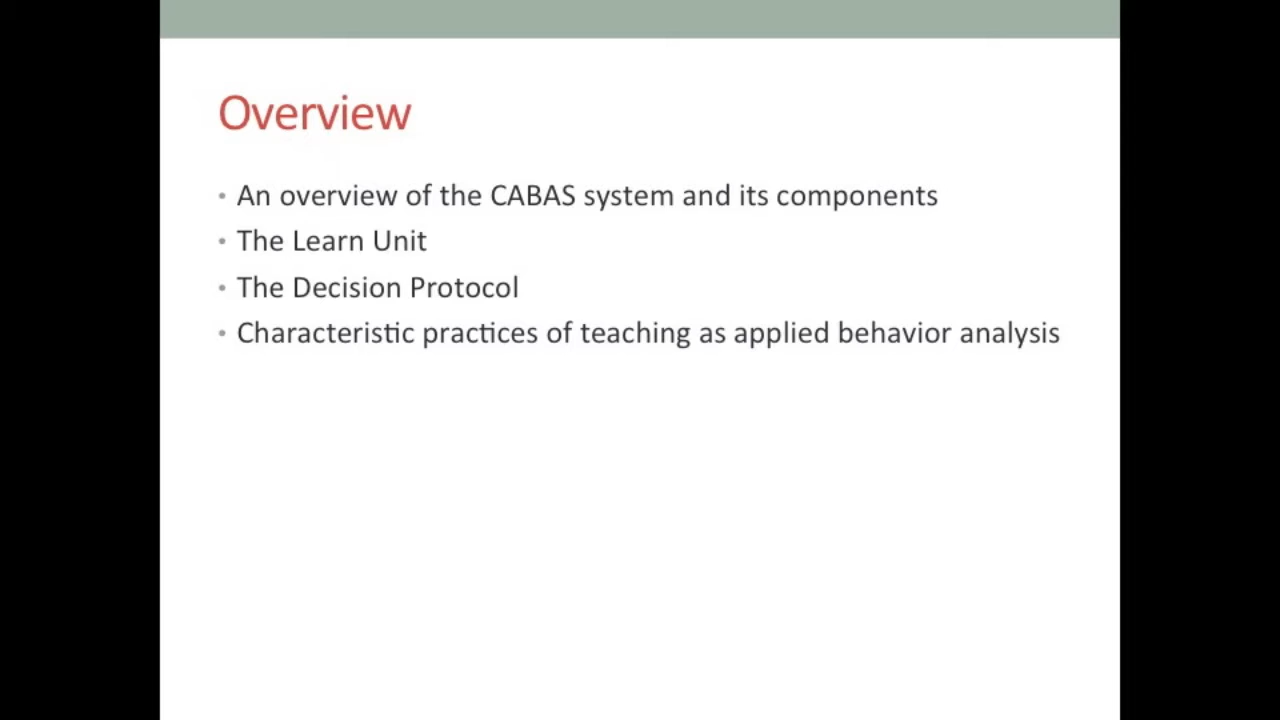 Overview
• An overview of the CABAS system and its components
• The Learn Unit
• The Decision Protocol
• Characteristic practices of teaching as applied behavior analysis